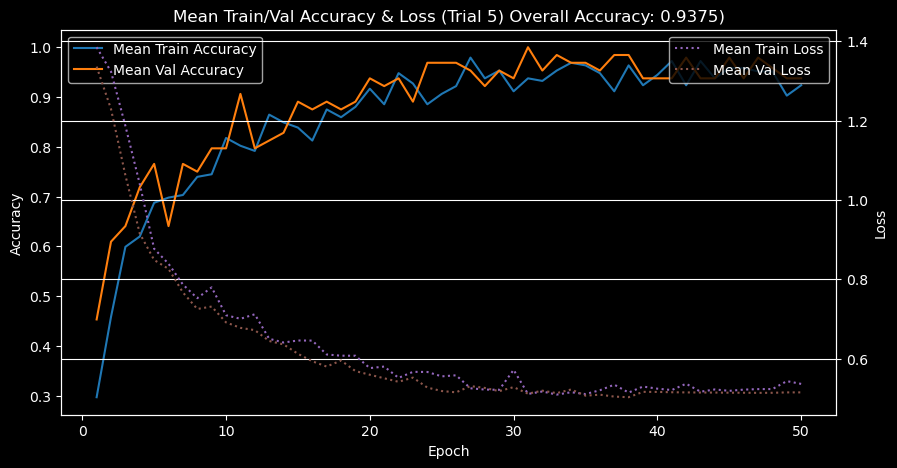 Mean Train/Val Accuracy & Loss (Trial 5) Overall Accuracy: 0.9375)
Mean Train Accuracy
Mean Val Accuracy
Mean Train Loss
Mean Val Loss
Accuracy
1.0
0.9
0.8
0.7
0.6
0.5
0.4
0.3
1.4
1.2
1.0
0.8
0.6
Loss
0
10
20
30
40
50
Epoch